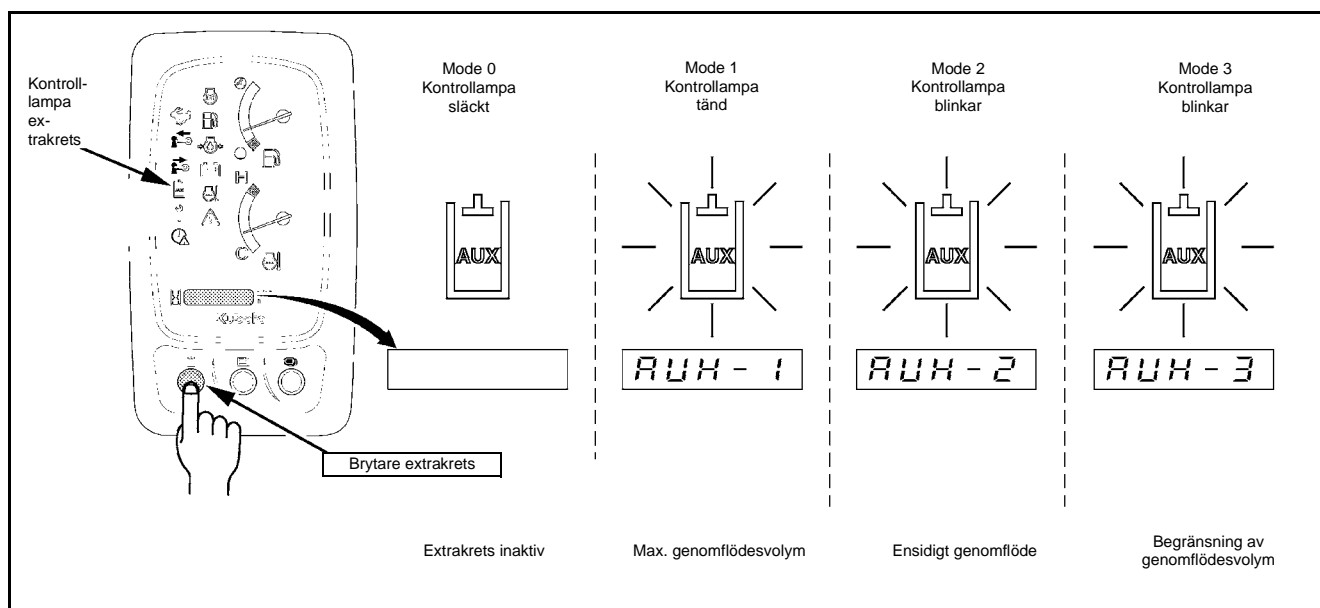 Kontroll-
lampa
ex-
trakrets
Mode 0
Kontrollampa
släckt
Mode 1
Kontrollampa
tänd
Mode 2
Kontrollampa
blinkar
Mode 3
Kontrollampa
blinkar
AUX
AUX
AUX
AUX
H
C
Kubota
AUX-1
AUX-2
AUX-3
Brytare extrakrets
Extrakrets inaktiv
Max. genomflödesvolym
Ensidigt genomflöde
Begränsning av
genomflödesvolym